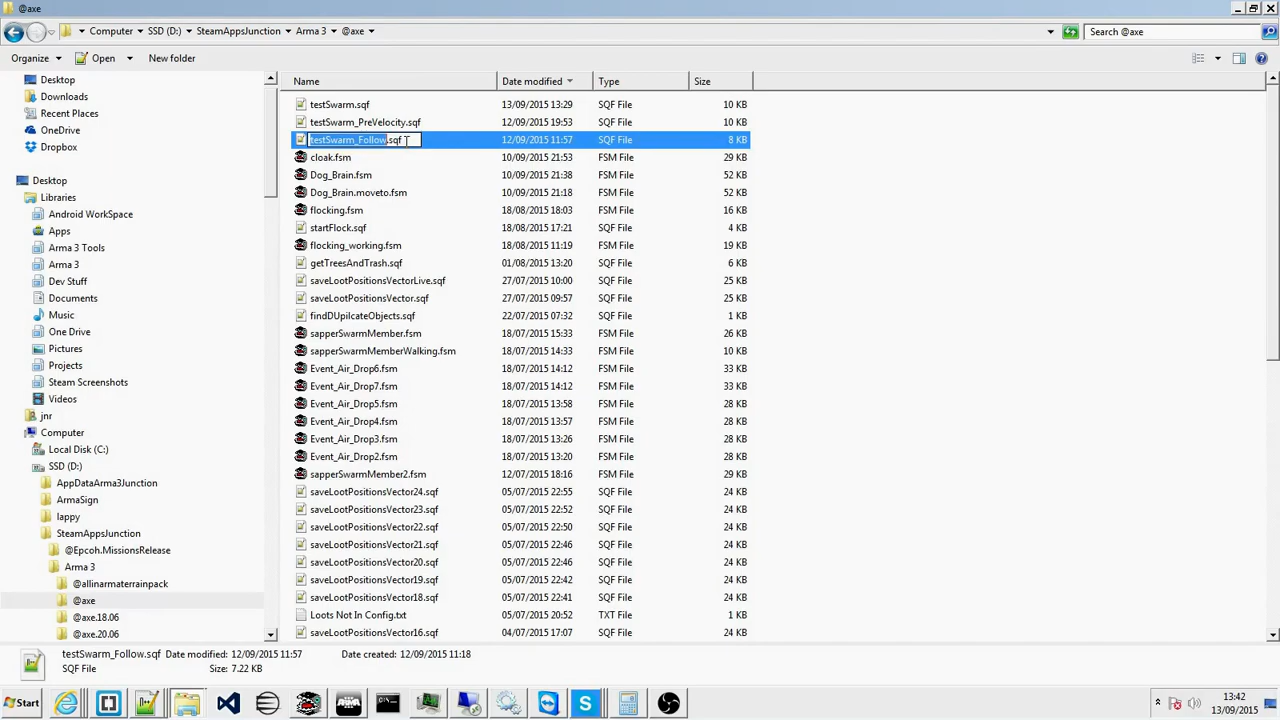 @axe
Computer SSD (D:) SteamAppsJunction Arma 3 @axe Search @axe
Organize Open New folder
Name Date modified Type Size
Desktop
Downloads
Recent Places
OneDrive
Dropbox
Desktop
Libraries
Android WorkSpace
Apps
Arma 3 Tools
Arma 3
Dev Stuff
Documents
Music
One Drive
Pictures
Projects
Steam Screenshots
Videos
jnr
Computer
Local Disk (C:)
SSD (D:)
AppDataArma3Junction
ArmaSign
lappy
SteamAppsJunction
@Epcoh.MissionsRelease
Arma 3
@allinarmaterrainpack
@axe
@axe.18.06
@axe.20.06
testSwarm.sqf 13/09/2015 13:29 SQF File 10 KB
testSwarm_PreVelocity.sqf 12/09/2015 19:53 SQF File 10 KB
testSwarm_Follow.sqf 12/09/2015 11:57 SQF File 8 KB
cloak.fsm 10/09/2015 21:53 FSM File 29 KB
Dog_Brain.fsm 10/09/2015 21:38 FSM File 52 KB
Dog_Brain.moveto.fsm 10/09/2015 21:18 FSM File 52 KB
flocking.fsm 18/08/2015 18:03 FSM File 16 KB
startFlock.sqf 18/08/2015 17:21 SQF File 4 KB
flocking_working.fsm 18/08/2015 11:19 FSM File 19 KB
getTreesAndTrash.sqf 01/08/2015 13:20 SQF File 6 KB
saveLootPositionsVectorLive.sqf 27/07/2015 10:00 SQF File 25 KB
saveLootPositionsVector.sqf 27/07/2015 09:57 SQF File 25 KB
findDUpilcateObjects.sqf 22/07/2015 07:32 SQF File 1 KB
sapperSwarmMember.fsm 18/07/2015 15:33 FSM File 26 KB
sapperSwarmMemberWalking.fsm 18/07/2015 14:33 FSM File 10 KB
Event_Air_Drop6.fsm 18/07/2015 14:12 FSM File 33 KB
Event_Air_Drop7.fsm 18/07/2015 14:12 FSM File 33 KB
Event_Air_Drop5.fsm 18/07/2015 13:58 FSM File 28 KB
Event_Air_Drop4.fsm 18/07/2015 13:57 FSM File 28 KB
Event_Air_Drop3.fsm 18/07/2015 13:26 FSM File 28 KB
Event_Air_Drop2.fsm 18/07/2015 13:20 FSM File 28 KB
sapperSwarmMember2.fsm 12/07/2015 18:16 FSM File 29 KB
saveLootPositionsVector24.sqf 05/07/2015 22:55 SQF File 24 KB
saveLootPositionsVector23.sqf 05/07/2015 22:52 SQF File 24 KB
saveLootPositionsVector22.sqf 05/07/2015 22:50 SQF File 24 KB
saveLootPositionsVector21.sqf 05/07/2015 22:46 SQF File 24 KB
saveLootPositionsVector20.sqf 05/07/2015 22:46 SQF File 24 KB
saveLootPositionsVector19.sqf 05/07/2015 22:42 SQF File 24 KB
saveLootPositionsVector18.sqf 05/07/2015 22:41 SQF File 24 KB
Loots Not In Config.txt 05/07/2015 20:52 TXT File 1 KB
saveLootPositionsVector16.sqf 04/07/2015 17:07 SQF File 24 KB
testSwarm_Follow.sqf Date modified: 12/09/2015 11:57 Date created: 12/09/2015 11:18
SQF File Size: 7.22 KB
Start
13:42
13/09/2015